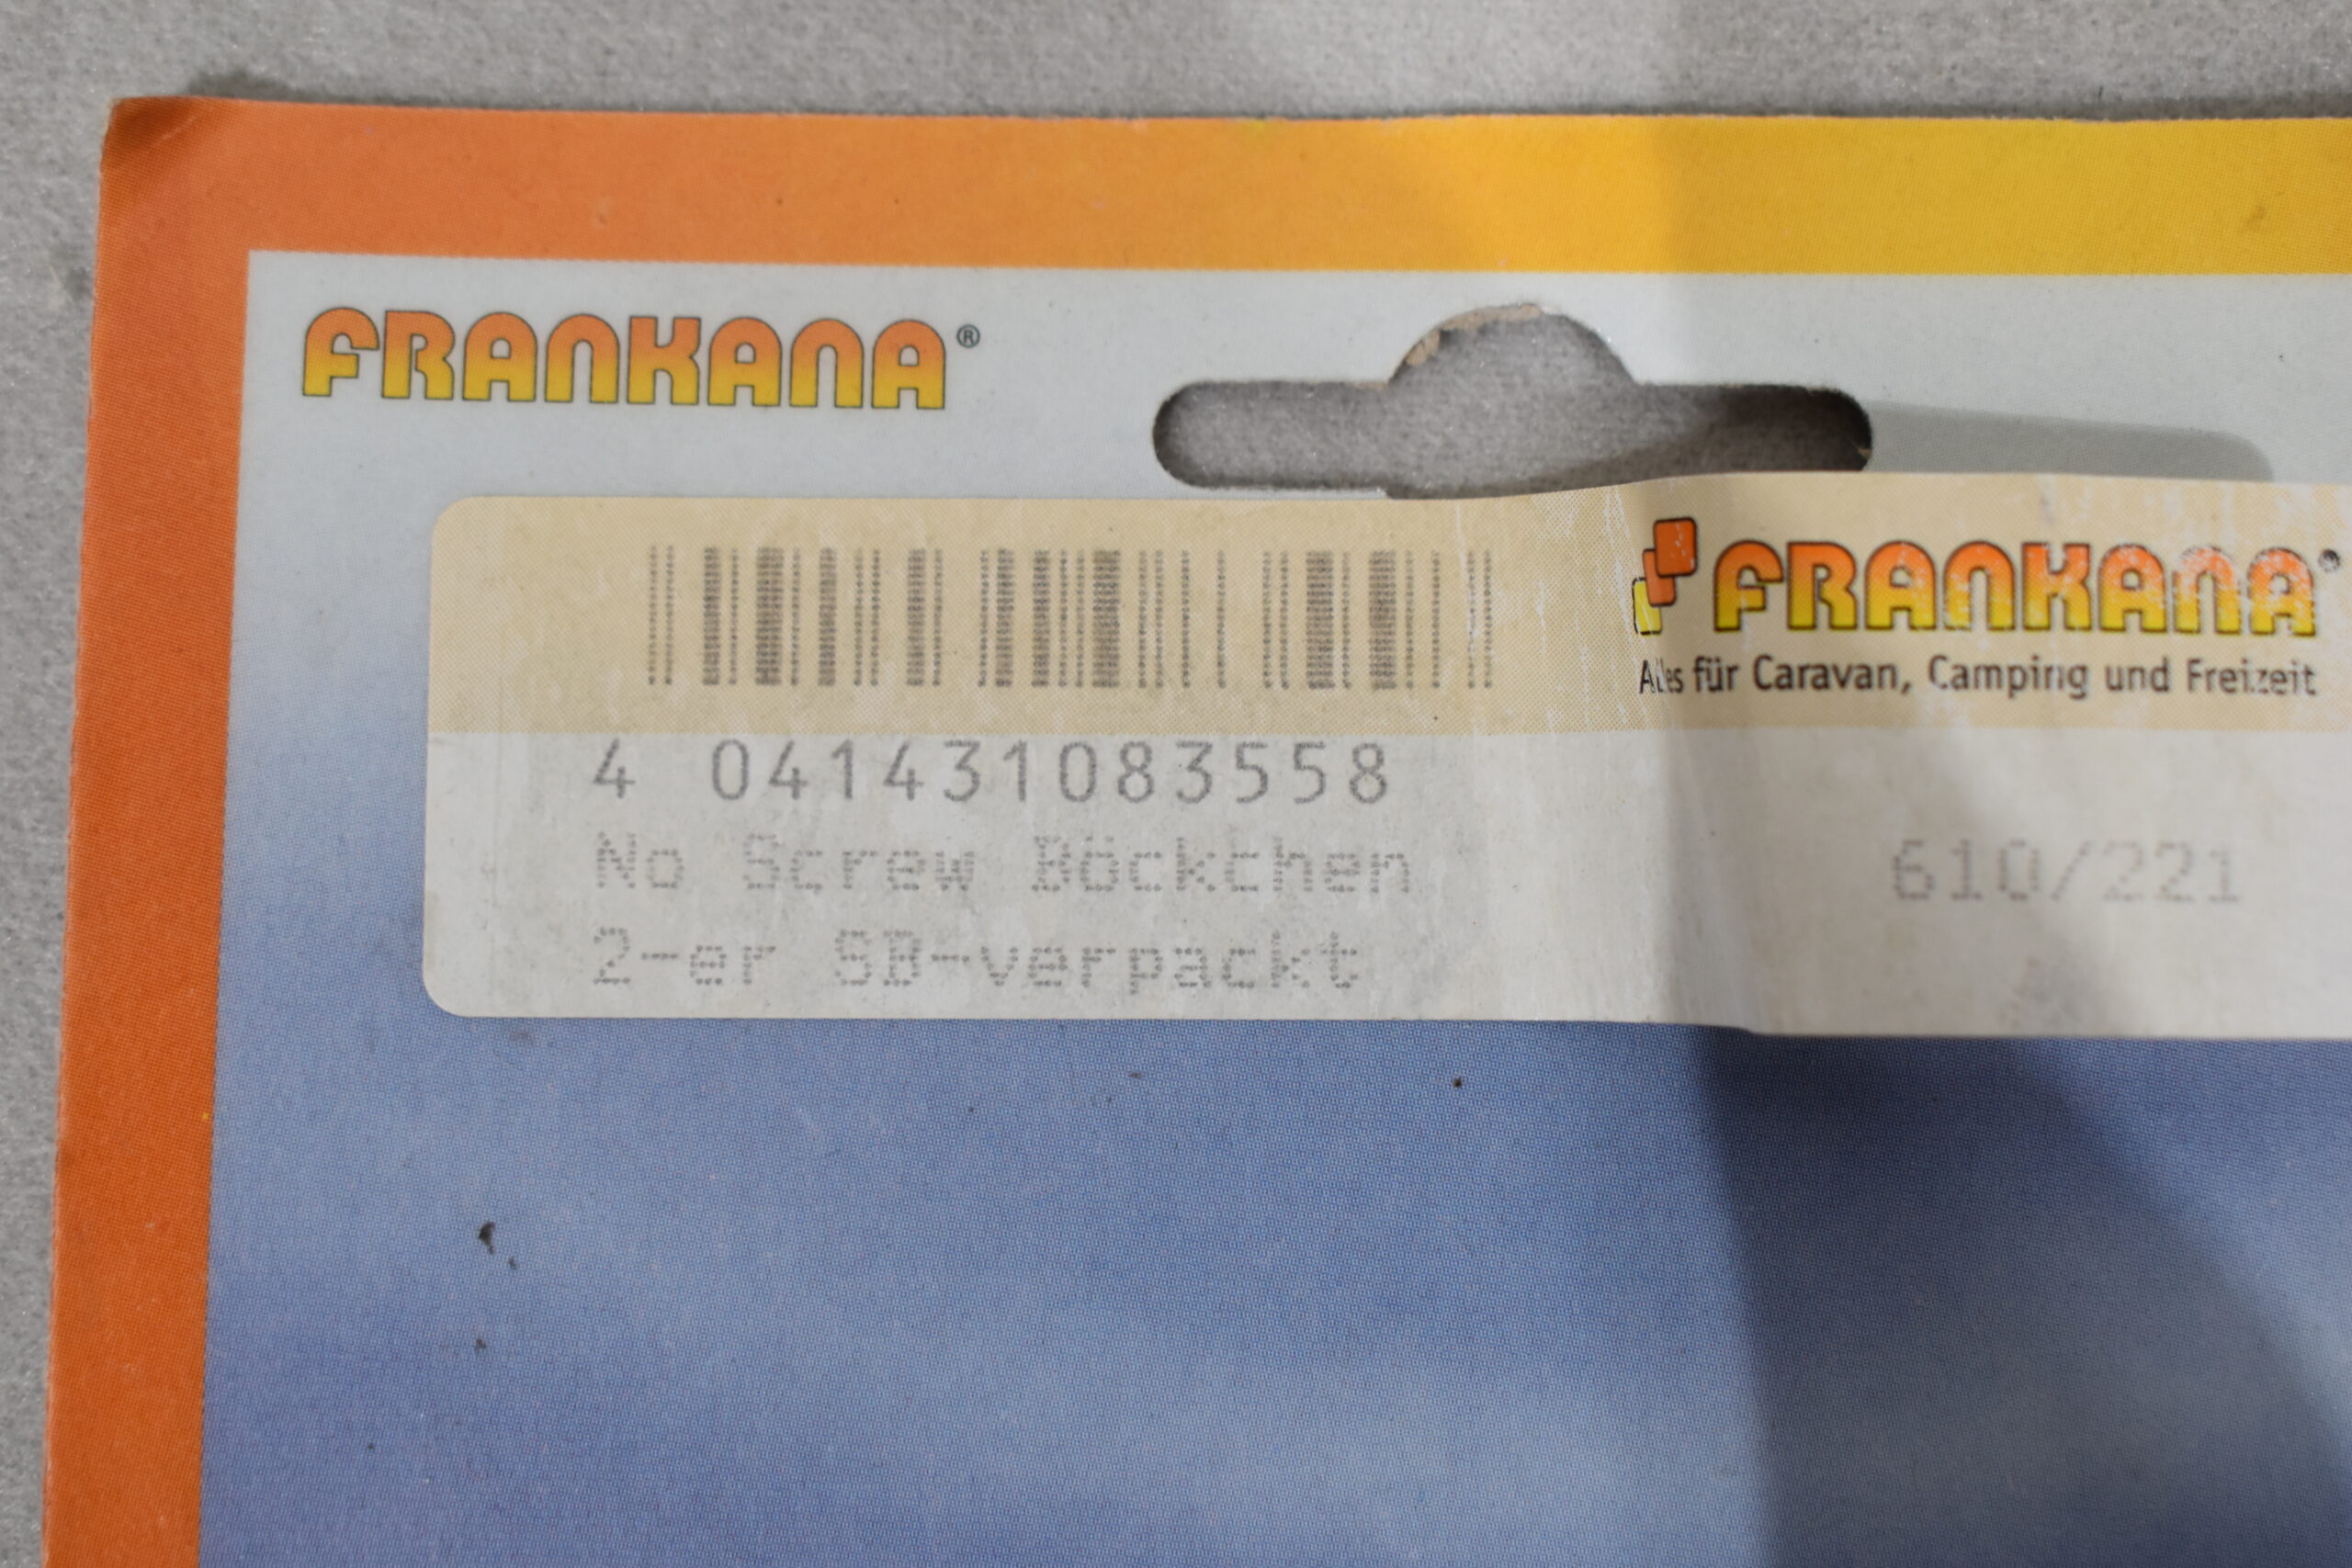 FRANKANA®
FRANKANA®
Alles für Caravan, Camping und Freizeit
4 041431083558
No Screw Böckchen
610/221
2-er SB-verpackt